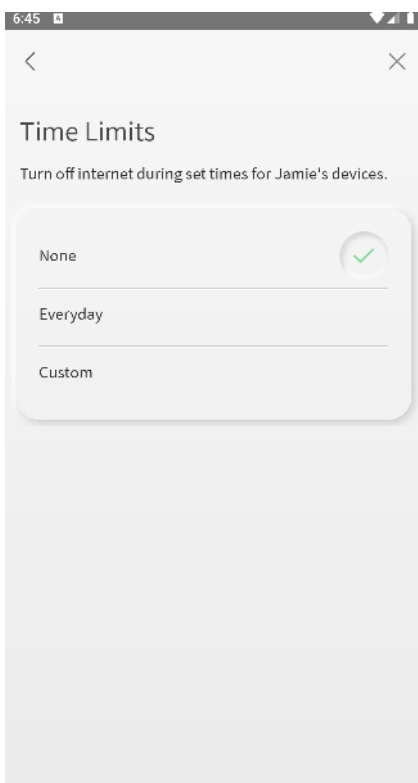 6:45
Time Limits
Turn off internet during set times for Jamie's devices.
None
Everyday
Custom